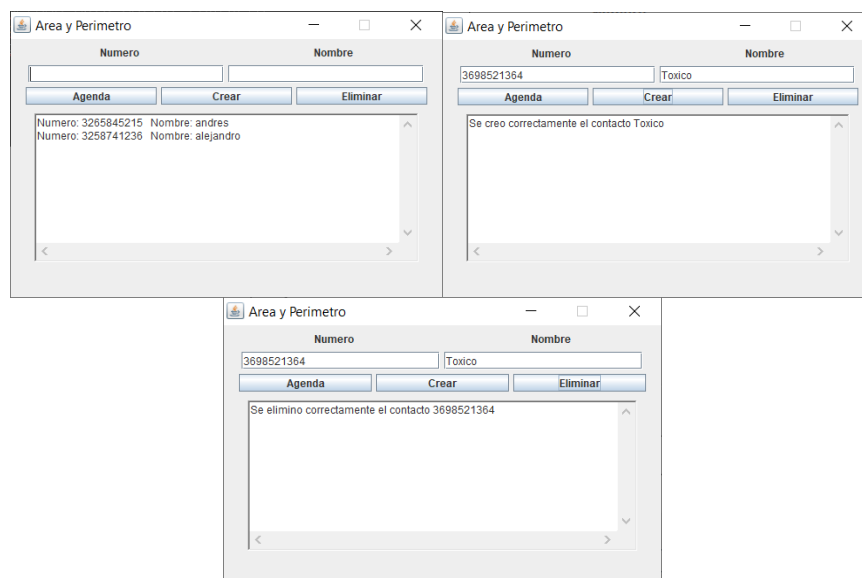 Area y Perimetro
Numero Nombre
Agenda Crear Eliminar
Numero: 3265845215 Nombre: andres
Numero: 3258741236 Nombre: alejandro
Area y Perimetro
Numero Nombre
3698521364 Toxico
Agenda Crear Eliminar
Se creo correctamente el contacto Toxico
Area y Perimetro
Numero Nombre
3698521364 Toxico
Agenda Crear Eliminar
Se elimino correctamente el contacto 3698521364